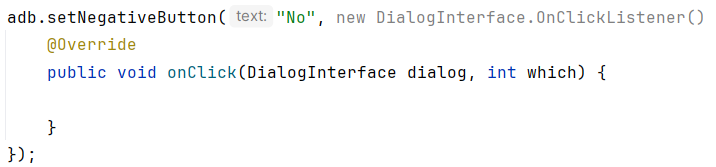 adb.setNegativeButton( text: "No", new DialogInterface.OnClickListener()
@Override
public void onClick(DialogInterface dialog, int which) {
}
});